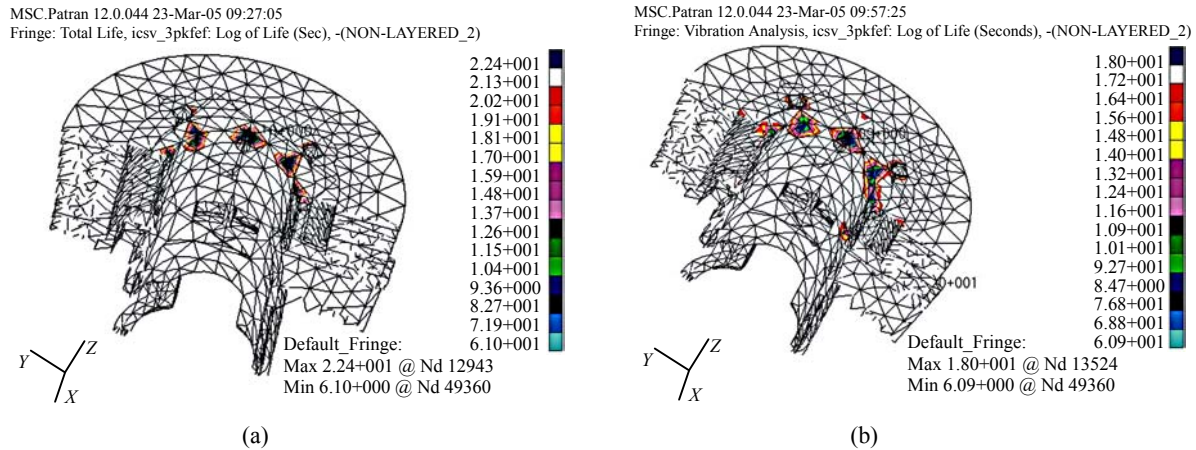 MSC.Patran 12.0.044 23-Mar-05 09:27:05
Fringe: Total Life, icsv_3pkfef: Log of Life (Sec), -(NON-LAYERED_2)
2.24+001
2.13+001
2.02+001
1.91+001
1.81+001
1.70+001
1.59+001
1.48+001
1.37+001
1.26+001
1.15+001
1.04+001
9.36+000
8.27+001
7.19+001
6.10+001
Default_Fringe:
Max 2.24+001 @ Nd 12943
Min 6.10+000 @ Nd 49360
Y
Z
X
(a)
MSC.Patran 12.0.044 23-Mar-05 09:57:25
Fringe: Vibration Analysis, icsv_3pkfef: Log of Life (Seconds), -(NON-LAYERED_2)
1.80+001
1.72+001
1.64+001
1.56+001
1.48+001
1.40+001
1.32+001
1.24+001
1.16+001
1.09+001
1.01+001
9.27+001
8.47+000
7.68+001
6.88+001
6.09+001
Default_Fringe:
Max 1.80+001 @ Nd 13524
Min 6.09+000 @ Nd 49360
Y
Z
X
(b)